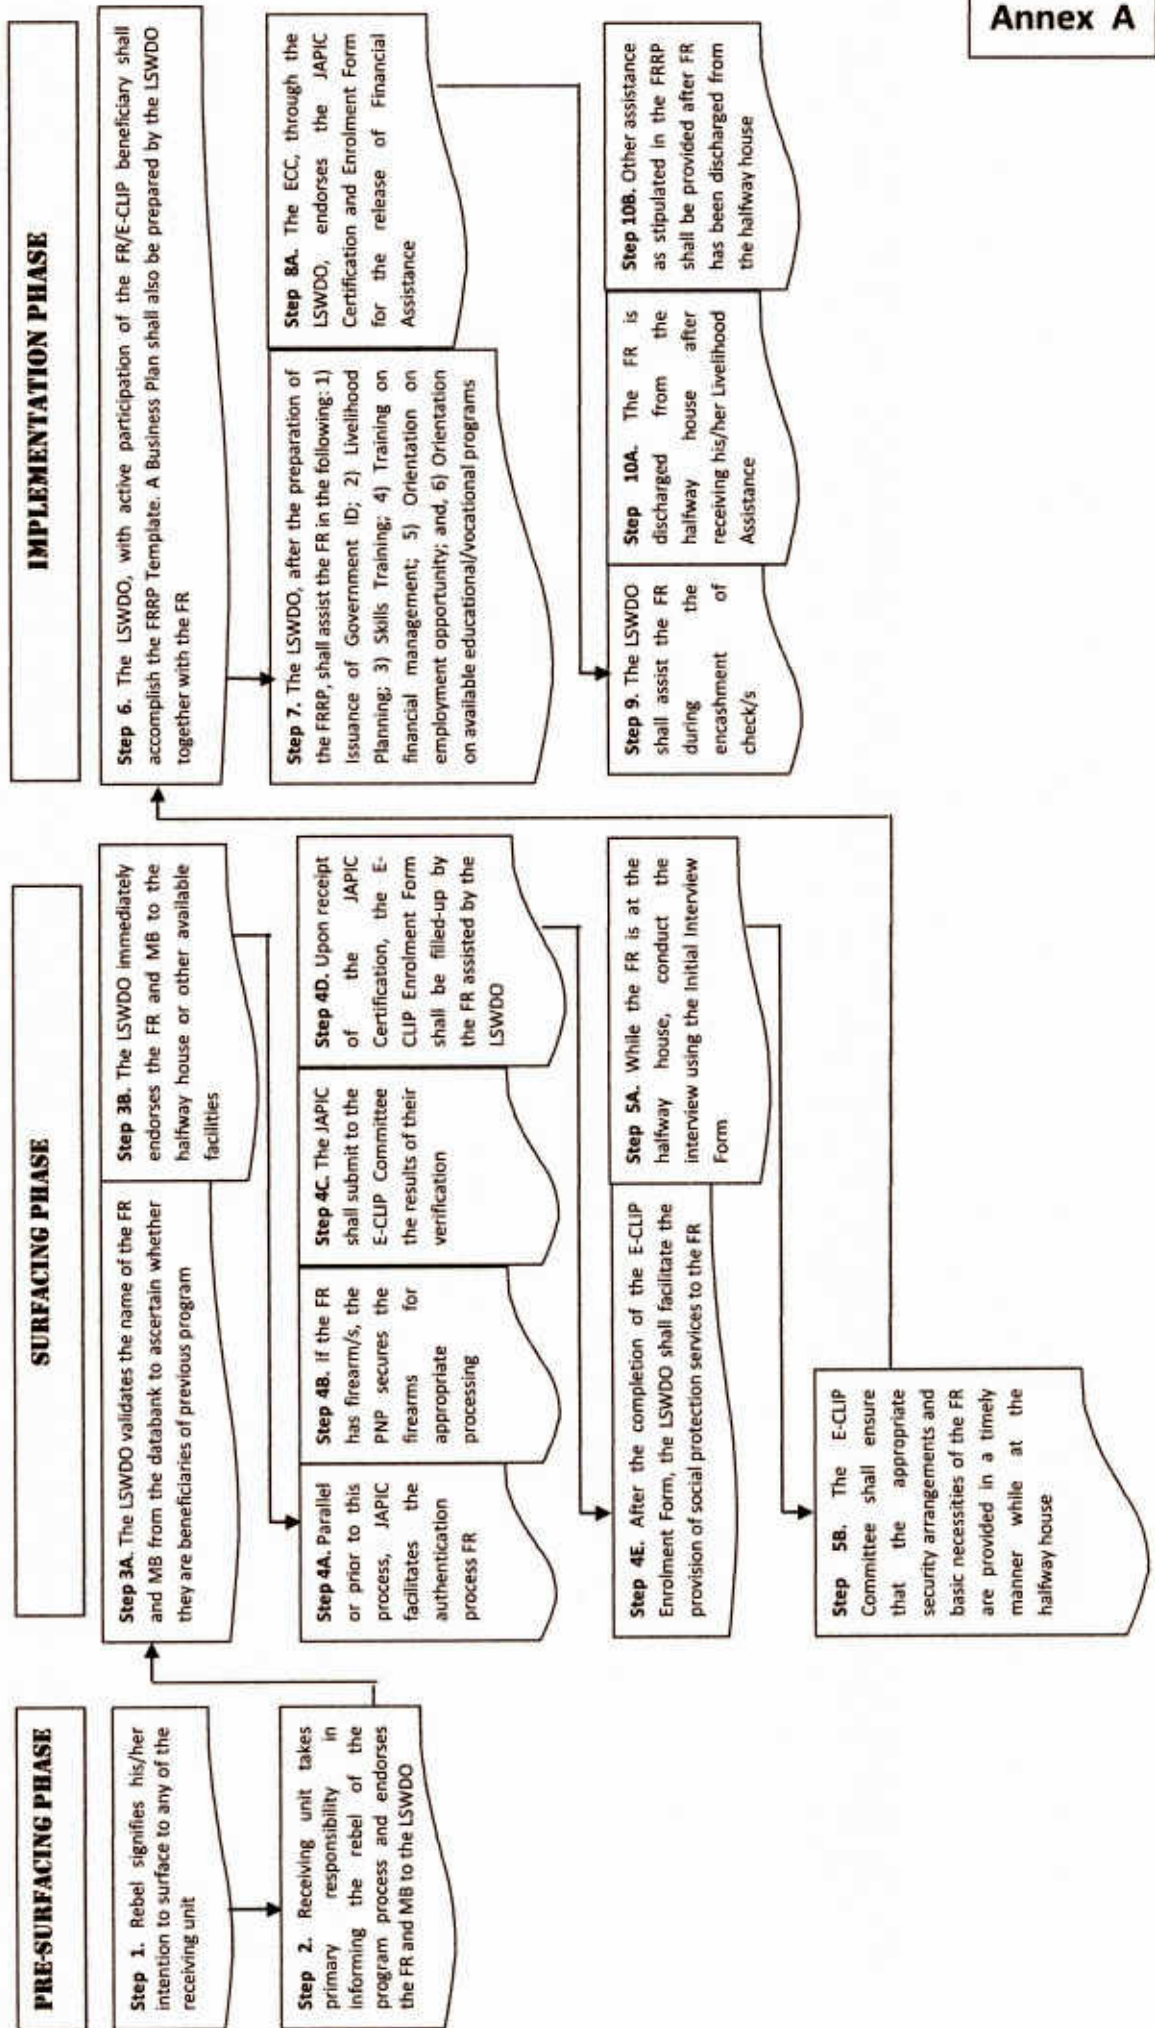 Annex A
PRE-SURFACING PHASE
Step 1. Rebel signifies his/her
intention to surface to any of the
receiving unit
Step 2. Receiving unit takes
primary responsibility in
informing the rebel of the
program process and endorses
the FR and MB to the LSWDO
SURFACING PHASE
Step 3A. The LSWDO validates the name of the FR
and MB from the databank to ascertain whether
they are beneficiaries of previous program
Step 3B. The LSWDO immediately
endorses the FR and MB to the
halfway house or other available
facilities
Step 4A. Parallel
or prior to this
process, JAPIC
facilitates the
authentication
process FR
Step 4B. If the FR
has firearm/s, the
PNP secures the
firearms for
appropriate
processing
Step 4C. The JAPIC
shall submit to the
E-CLIP Committee
the results of their
verification
Step 4D. Upon receipt
of the JAPIC
Certification, the E-
CLIP Enrolment Form
shall be filled-up by
the FR assisted by the
LSWDO
Step 4E. After the completion of the E-CLIP
Enrolment Form, the LSWDO shall facilitate the
provision of social protection services to the FR
Step 5A. While the FR is at the
halfway house, conduct the
interview using the Initial Interview
Form
Step 5B. The E-CLIP
Committee shall ensure
that the appropriate
security arrangements and
basic necessities of the FR
are provided in a timely
manner while at the
halfway house
IMPLEMENTATION PHASE
Step 6. The LSWDO, with active participation of the FR/E-CLIP beneficiary shall
accomplish the FRRP Template. A Business Plan shall also be prepared by the LSWDO
together with the FR
Step 7. The LSWDO, after the preparation of
the FRRP, shall assist the FR in the following: 1)
Issuance of Government ID; 2) Livelihood
Planning; 3) Skills Training; 4) Training on
financial management; 5) Orientation on
employment opportunity; and, 6) Orientation
on available educational/vocational programs
Step 8A. The ECC, through the
LSWDO, endorses the JAPIC
Certification and Enrolment Form
for the release of Financial
Assistance
Step 9. The LSWDO
shall assist the FR
during the
encashment of
check/s
Step 10A. The FR is
discharged from the
halfway house after
receiving his/her Livelihood
Assistance
Step 10B. Other assistance
as stipulated in the FRRP
shall be provided after FR
has been discharged from
the halfway house